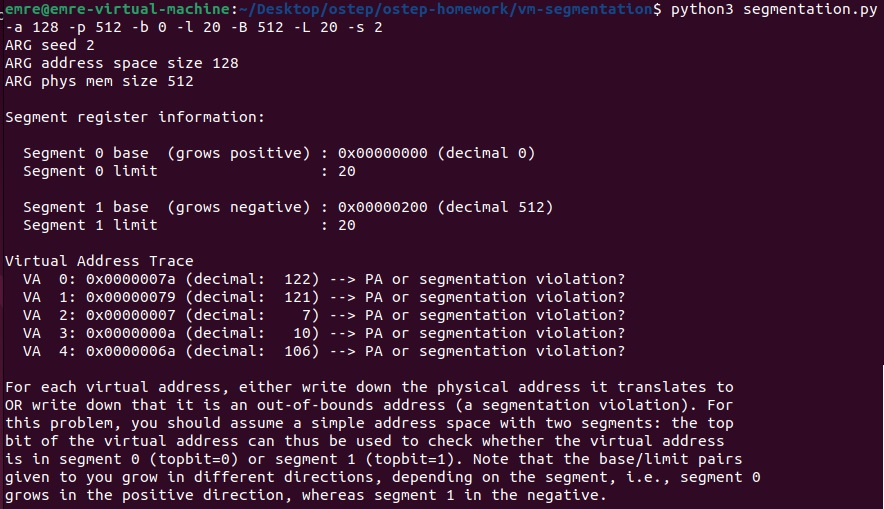 emre@emre-virtual-machine:~/Desktop/ostep/ostep-homework/vm-segmentation$ python3 segmentation.py
-a 128 -p 512 -b 0 -l 20 -B 512 -L 20 -s 2
ARG seed 2
ARG address space size 128
ARG phys mem size 512
Segment register information:
Segment 0 base  (grows positive) : 0x00000000 (decimal 0)
Segment 0 limit                  : 20
Segment 1 base  (grows negative) : 0x00000200 (decimal 512)
Segment 1 limit                  : 20
Virtual Address Trace
VA  0: 0x0000007a (decimal:  122) --> PA or segmentation violation?
VA  1: 0x00000079 (decimal:  121) --> PA or segmentation violation?
VA  2: 0x00000007 (decimal:    7) --> PA or segmentation violation?
VA  3: 0x0000000a (decimal:   10) --> PA or segmentation violation?
VA  4: 0x0000006a (decimal:  106) --> PA or segmentation violation?
For each virtual address, either write down the physical address it translates to
OR write down that it is an out-of-bounds address (a segmentation violation). For
this problem, you should assume a simple address space with two segments: the top
bit of the virtual address can thus be used to check whether the virtual address
is in segment 0 (topbit=0) or segment 1 (topbit=1). Note that the base/limit pairs
given to you grow in different directions, depending on the segment, i.e., segment 0
grows in the positive direction, whereas segment 1 in the negative.